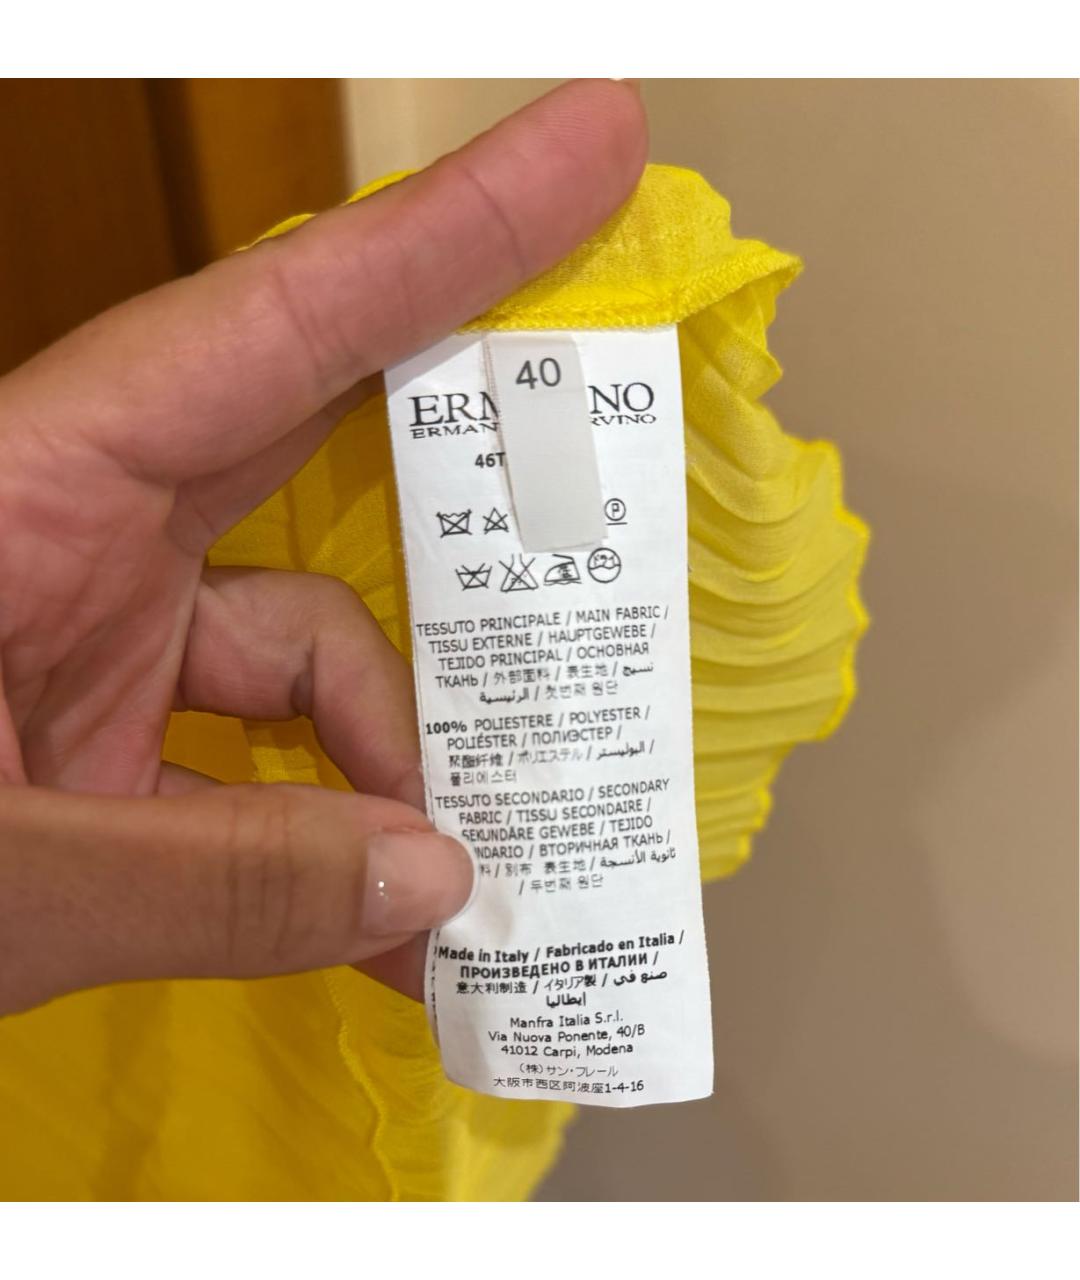 40
ERM NO
ERMAN RVINO
46T
P
TESSUTO PRINCIPALE / MAIN FABRIC /
TISSU EXTERNE / HAUPTGEWEBE /
TEJIDO PRINCIPAL / ОСНОВНАЯ
ТКАНЬ / 外部面料 / 表生地 / نسيج
الرئيسية / 첫번째 원단
100% POLIESTERE / POLYESTER /
POLIÉSTER / ПОЛИЭСТЕР /
聚酯纤维 / ポリエステル / البوليستر /
폴리에스터
TESSUTO SECONDARIO / SECONDARY
FABRIC / TISSU SECONDAIRE /
SEKUNDÄRE GEWEBE / TEJIDO
NDARIO / ВТОРИЧНАЯ ТКАНЬ /
料 / 別布 表生地 / ثانوية الأنسجة
/ 두번째 원단
Made in Italy / Fabricado en Italia /
ПРОИЗВЕДЕНО В ИТАЛИИ /
意大利制造 / イタリア製 / صنع في
إيطاليا
Manfra Italia S.r.l.
Via Nuova Ponente, 40/B
41012 Carpi, Modena
(株)サン・フレール
大阪市西区阿波座1-4-16